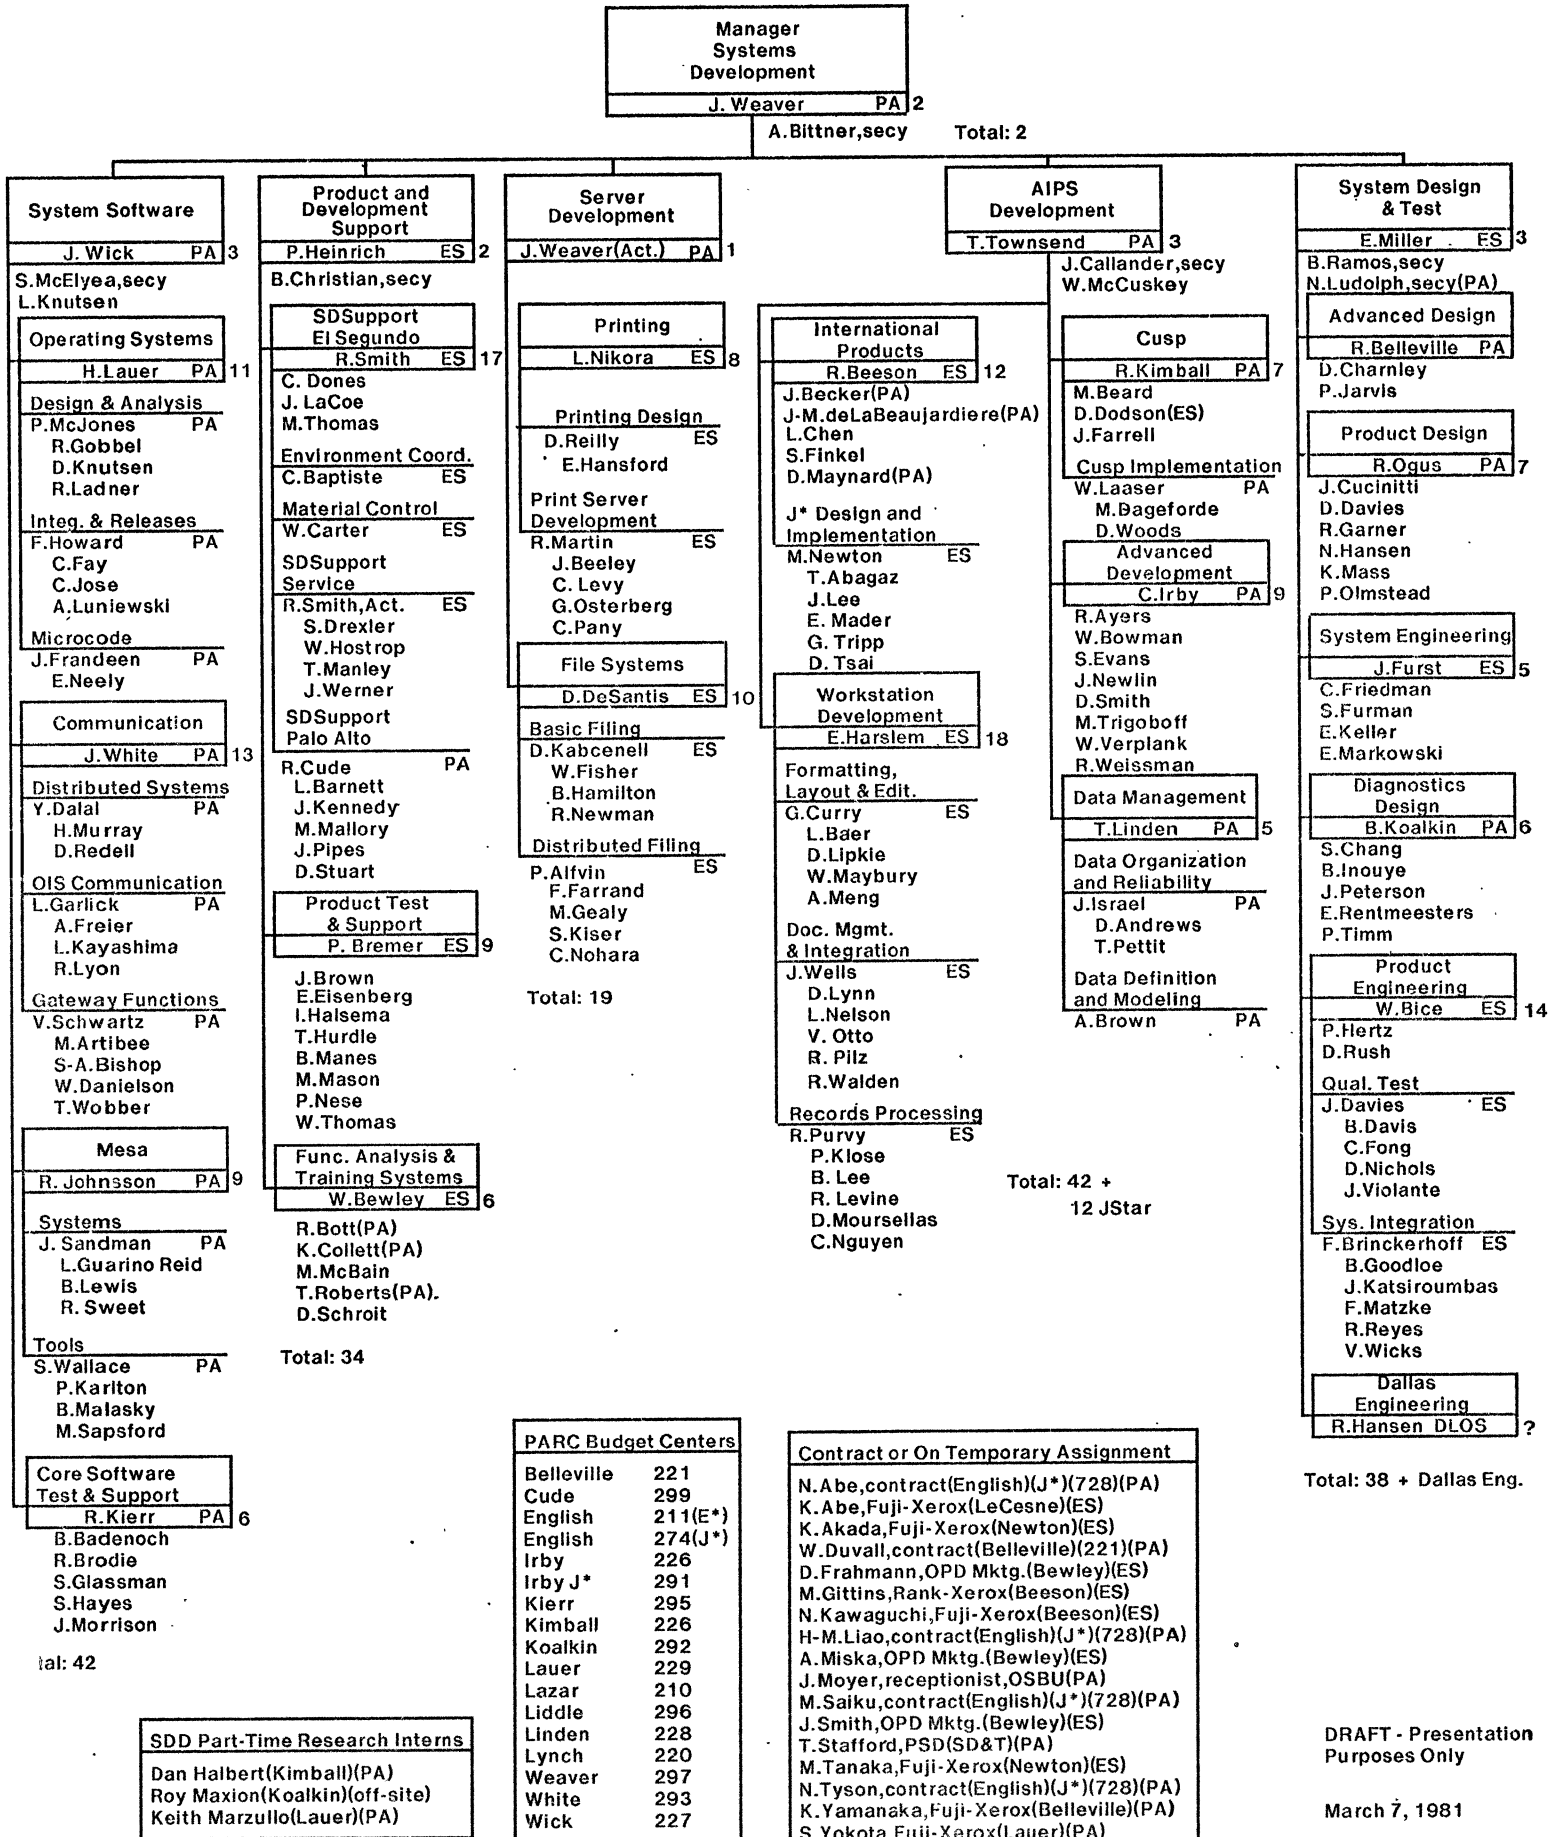 Manager
Systems
Development
J. Weaver PA 2
A.Bittner,secy Total: 2
System Software
J. Wick PA 3
S.McElyea,secy
L.Knutsen
Operating Systems
H.Lauer PA 11
Design & Analysis
P.McJones PA
R.Gobbel
D.Knutsen
R.Ladner
Integ. & Releases
F.Howard PA
C.Fay
C.Jose
A.Luniewski
Microcode
J.Frandeen PA
E.Neely
Communication
J.White PA 13
Distributed Systems
Y.Dalal PA
H.Murray
D.Redell
OIS Communication
L.Garlick PA
A.Freier
L.Kayashima
R.Lyon
Gateway Functions
V.Schwartz PA
M.Artibee
S-A.Bishop
W.Danielson
T.Wobber
Mesa
R. Johnsson PA 9
Systems
J. Sandman PA
L.Guarino Reid
B.Lewis
R. Sweet
Tools
S.Wallace PA
P.Karlton
B.Malasky
M.Sapsford
Core Software
Test & Support
R.Kierr PA 6
B.Badenoch
R.Brodie
S.Glassman
S.Hayes
J.Morrison
tal: 42
Product and
Development
Support
P.Heinrich ES 2
B.Christian,secy
SDSupport
El Segundo
R.Smith ES 17
C. Dones
J. LaCoe
M.Thomas
Environment Coord.
C.Baptiste ES
Material Control
W.Carter ES
SDSupport
Service
R.Smith,Act. ES
S.Drexler
W.Hostrop
T.Manley
J.Werner
SDSupport
Palo Alto
R.Cude PA
L.Barnett
J.Kennedy
M.Mallory
J.Pipes
D.Stuart
Product Test
& Support
P. Bremer ES 9
J.Brown
E.Eisenberg
I.Halsema
T.Hurdle
B.Manes
M.Mason
P.Nese
W.Thomas
Func. Analysis &
Training Systems
W.Bewley ES 6
R.Bott(PA)
K.Collett(PA)
M.McBain
T.Roberts(PA).
D.Schroit
Total: 34
Server
Development
J.Weaver(Act.) PA 1
Printing
L.Nikora ES 8
Printing Design
D.Reilly ES
E.Hansford
Print Server
Development
R.Martin ES
J.Beeley
C. Levy
G.Osterberg
C.Pany
File Systems
D.DeSantis ES 10
Basic Filing
D.Kabcenell ES
W.Fisher
B.Hamilton
R.Newman
Distributed Filing
P.Alfvin ES
F.Farrand
M.Gealy
S.Kiser
C.Nohara
Total: 19
AIPS
Development
T.Townsend PA 3
J.Callander,secy
W.McCuskey
International
Products
R.Beeson ES 12
J.Becker(PA)
J-M.deLaBeaujardiere(PA)
L.Chen
S.Finkel
D.Maynard(PA)
J* Design and
Implementation
M.Newton ES
T.Abagaz
J.Lee
E. Mader
G. Tripp
D. Tsai
Workstation
Development
E.Harslem ES 18
Formatting,
Layout & Edit.
G.Curry ES
L.Baer
D.Lipkie
W.Maybury
A.Meng
Doc. Mgmt.
& Integration
J.Wells ES
D.Lynn
L.Nelson
V. Otto
R. Pilz
R.Walden
Records Processing
R.Purvy ES
P.Klose
B. Lee
R. Levine
D.Moursellas
C.Nguyen
Cusp
R.Kimball PA 7
M.Beard
D.Dodson(ES)
J.Farrell
Cusp Implementation
W.Laaser PA
M.Bageforde
D.Woods
Advanced
Development
C.Irby PA 9
R.Ayers
W.Bowman
S.Evans
J.Newlin
D.Smith
M.Trigoboff
W.Verplank
R.Weissman
Data Management
T.Linden PA 5
Data Organization
and Reliability
J.Israel PA
D.Andrews
T.Pettit
Data Definition
and Modeling
A.Brown PA
Total: 42 +
12 JStar
System Design
& Test
E.Miller ES 3
B.Ramos,secy
N.Ludolph,secy(PA)
Advanced Design
R.Belleville PA
D.Charnley
P.Jarvis
Product Design
R.Ogus PA 7
J.Cucinitti
D.Davies
R.Garner
N.Hansen
K.Mass
P.Olmstead
System Engineering
J.Furst ES 5
C.Friedman
S.Furman
E.Keller
E.Markowski
Diagnostics
Design
B.Koalkin PA 6
S.Chang
B.Inouye
J.Peterson
E.Rentmeesters
P.Timm
Product
Engineering
W.Bice ES 14
P.Hertz
D.Rush
Qual. Test
J.Davies ES
B.Davis
C.Fong
D.Nichols
J.Violante
Sys. Integration
F.Brinckerhoff ES
B.Goodloe
J.Katsiroumbas
F.Matzke
R.Reyes
V.Wicks
Dallas
Engineering
R.Hansen DLOS ?
Total: 38 + Dallas Eng.
SDD Part-Time Research Interns
Dan Halbert(Kimball)(PA)
Roy Maxion(Koalkin)(off-site)
Keith Marzullo(Lauer)(PA)
PARC Budget Centers
Belleville 221
Cude 299
English 211(E*)
English 274(J*)
Irby 226
Irby J* 291
Kierr 295
Kimball 226
Koalkin 292
Lauer 229
Lazar 210
Liddle 296
Linden 228
Lynch 220
Weaver 297
White 293
Wick 227
Contract or On Temporary Assignment
N.Abe,contract(English)(J*)(728)(PA)
K.Abe,Fuji-Xerox(LeCesne)(ES)
K.Akada,Fuji-Xerox(Newton)(ES)
W.Duvall,contract(Belleville)(221)(PA)
D.Frahmann,OPD Mktg.(Bewley)(ES)
M.Gittins,Rank-Xerox(Beeson)(ES)
N.Kawaguchi,Fuji-Xerox(Beeson)(ES)
H-M.Liao,contract(English)(J*)(728)(PA)
A.Miska,OPD Mktg.(Bewley)(ES)
J.Moyer,receptionist,OSBU(PA)
M.Saiku,contract(English)(J*)(728)(PA)
J.Smith,OPD Mktg.(Bewley)(ES)
T.Stafford,PSD(SD&T)(PA)
M.Tanaka,Fuji-Xerox(Newton)(ES)
N.Tyson,contract(English)(J*)(728)(PA)
K.Yamanaka,Fuji-Xerox(Belleville)(PA)
S.Yokota,Fuji-Xerox(Lauer)(PA)
DRAFT - Presentation
Purposes Only
March 7, 1981